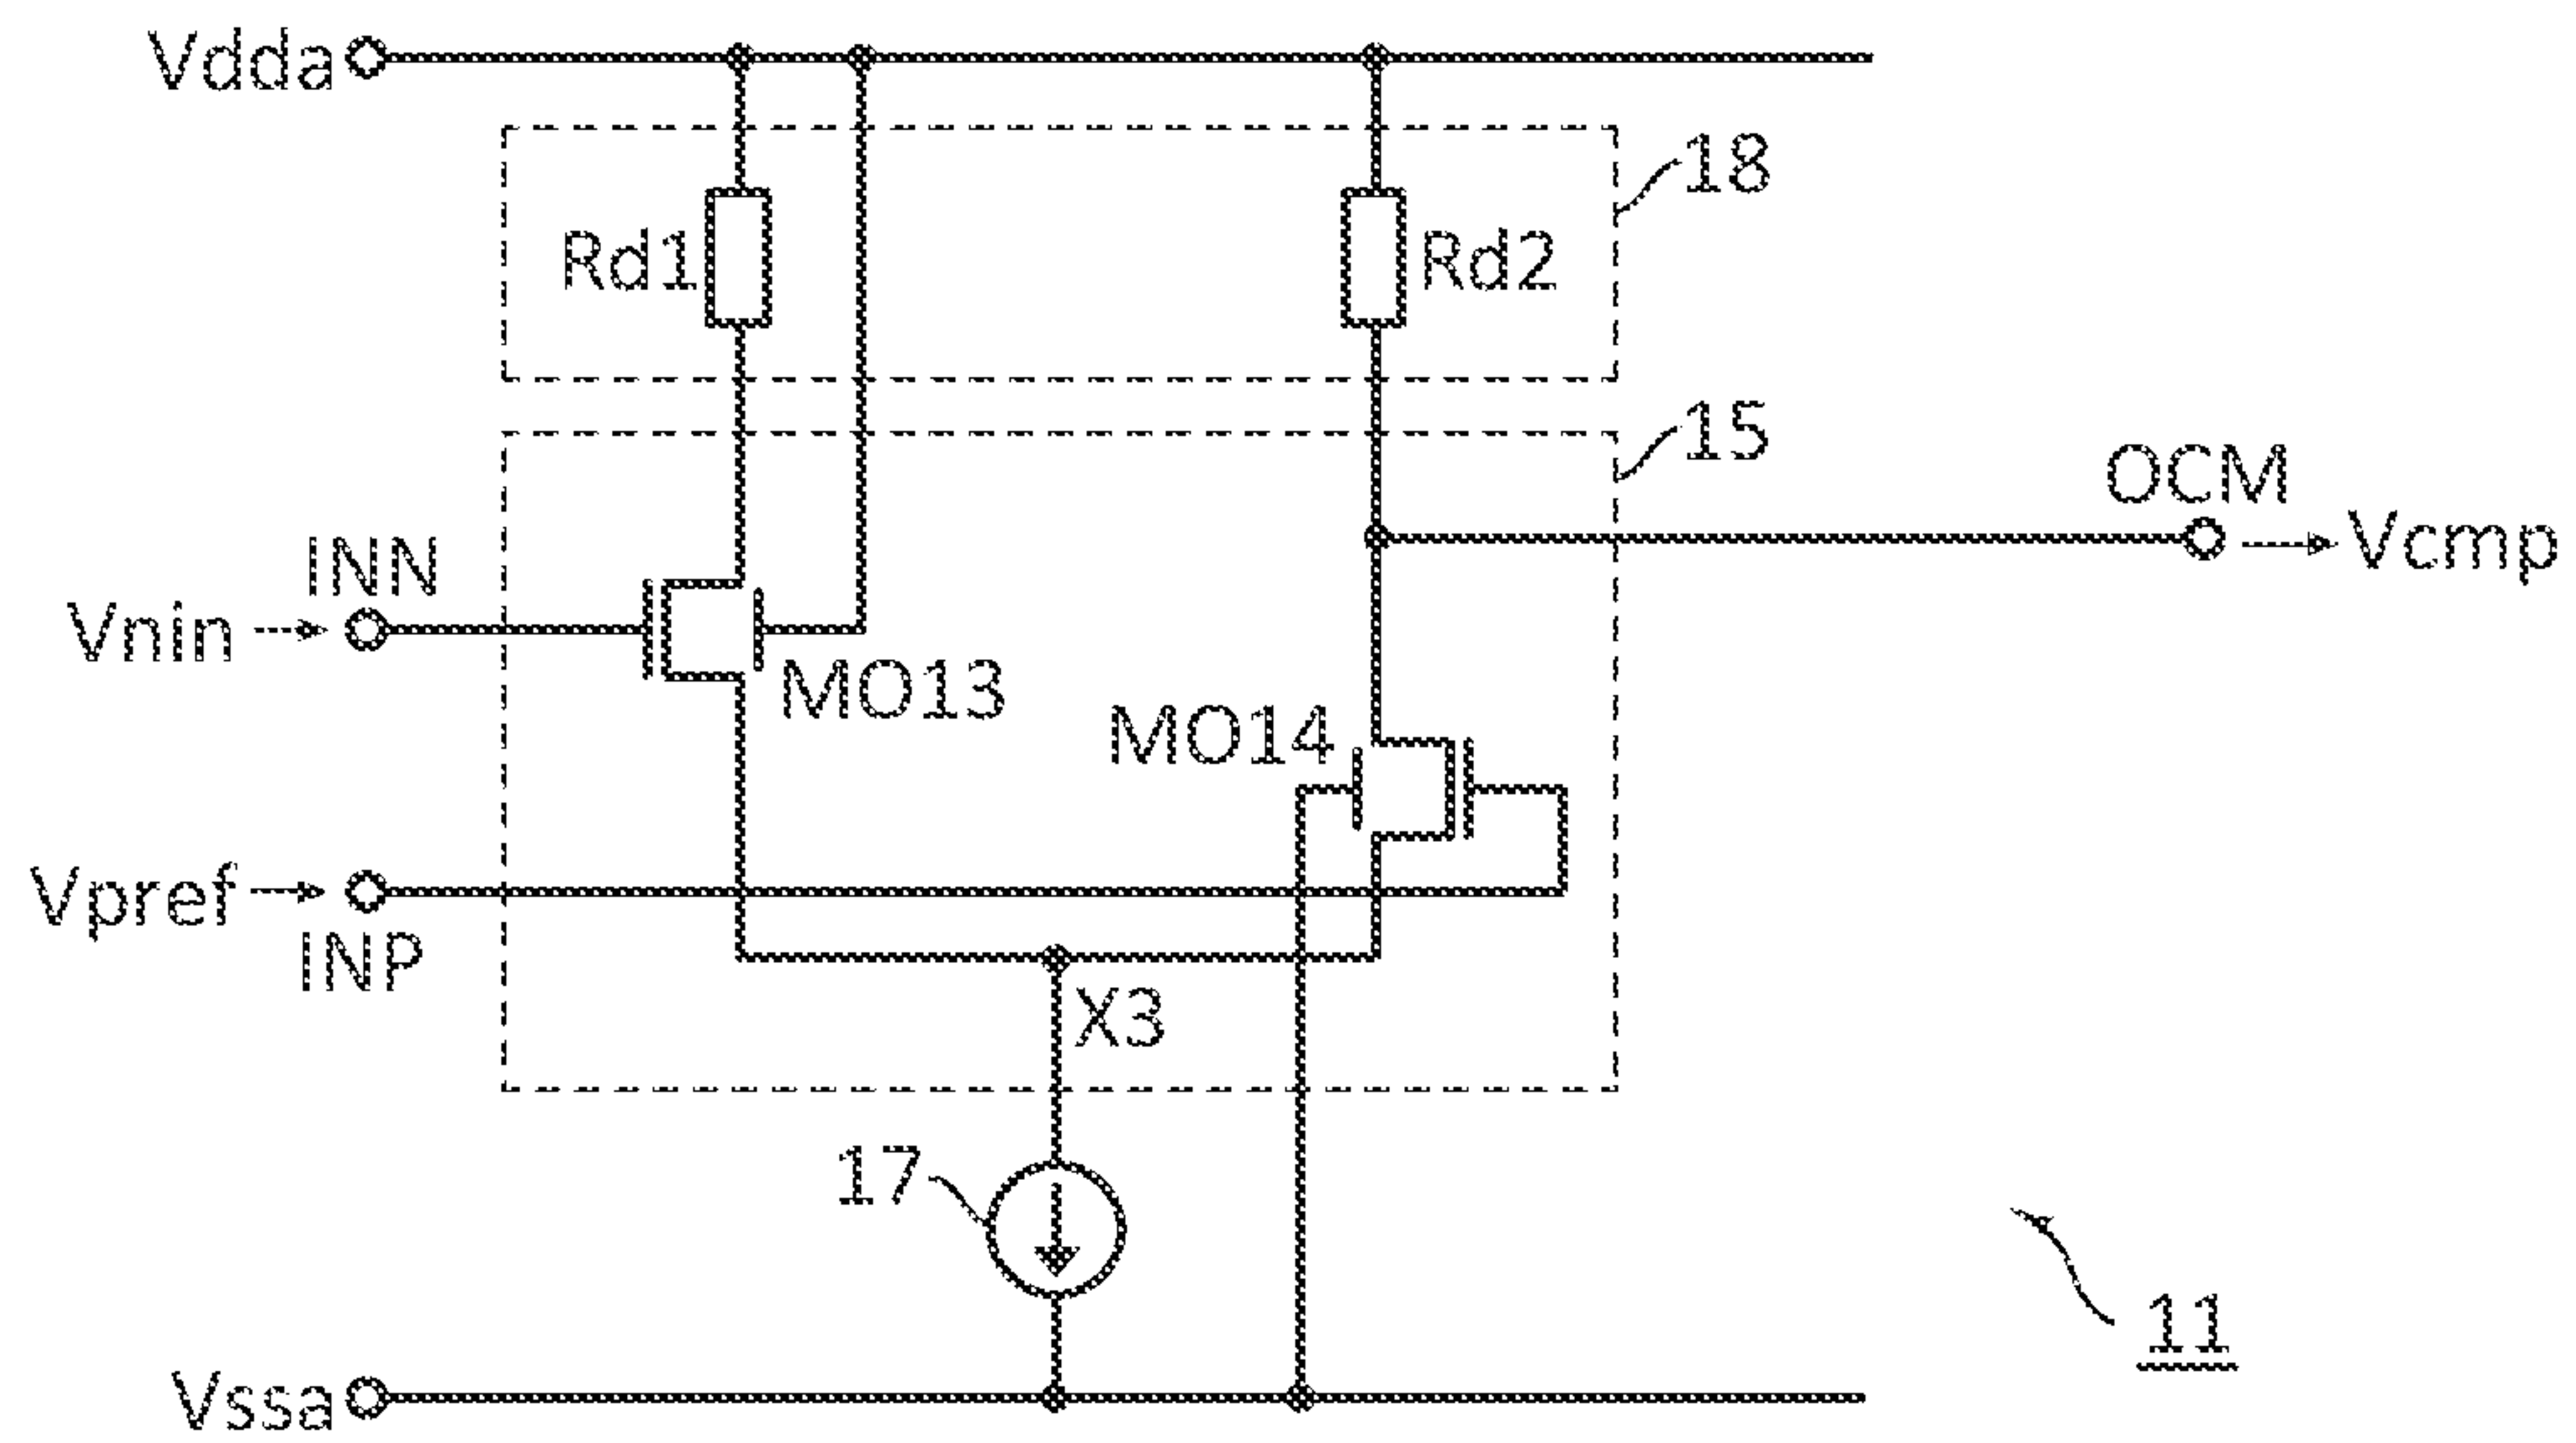 Vdda
18
Rd1
Rd2
15
OCM
Vcmp
INN
Vnin
MO13
MO14
Vpref
INP
X3
17
11
Vssa